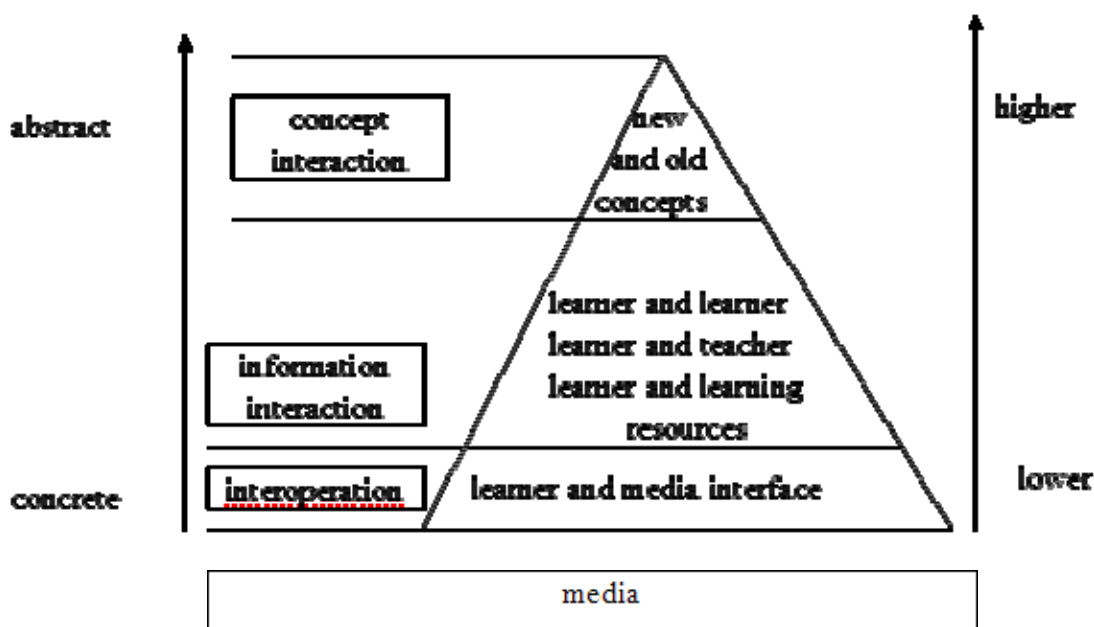 abstract
concept
interaction
new
and old
concepts
higher
learner and learner
learner and teacher
learner and learning
resources
information
interaction
concrete
interoperation
learner and media interface
lower
media